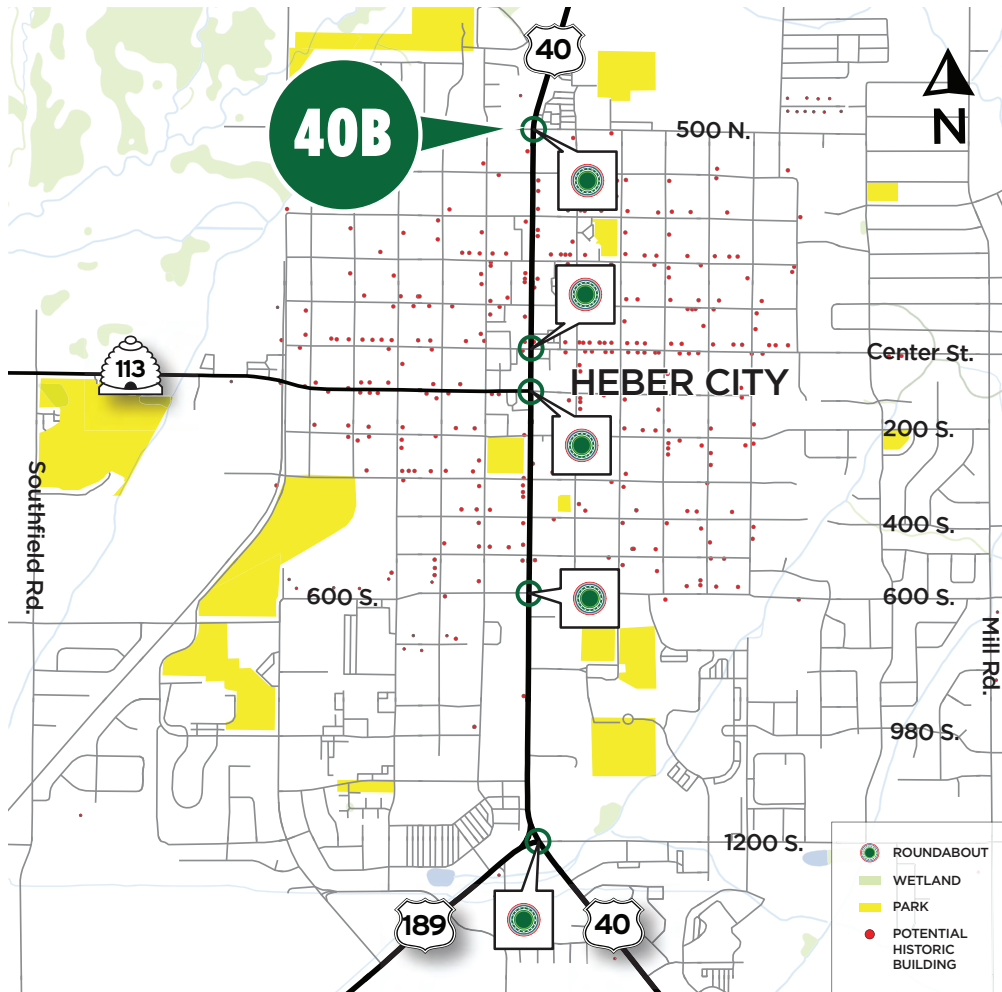 40
N
40B
500 N.
113
Center St.
HEBER CITY
200 S.
Southfield Rd.
400 S.
600 S.
600 S.
Mill Rd.
980 S.
1200 S.
189
40
ROUNDABOUT
WETLAND
PARK
POTENTIAL
HISTORIC
BUILDING